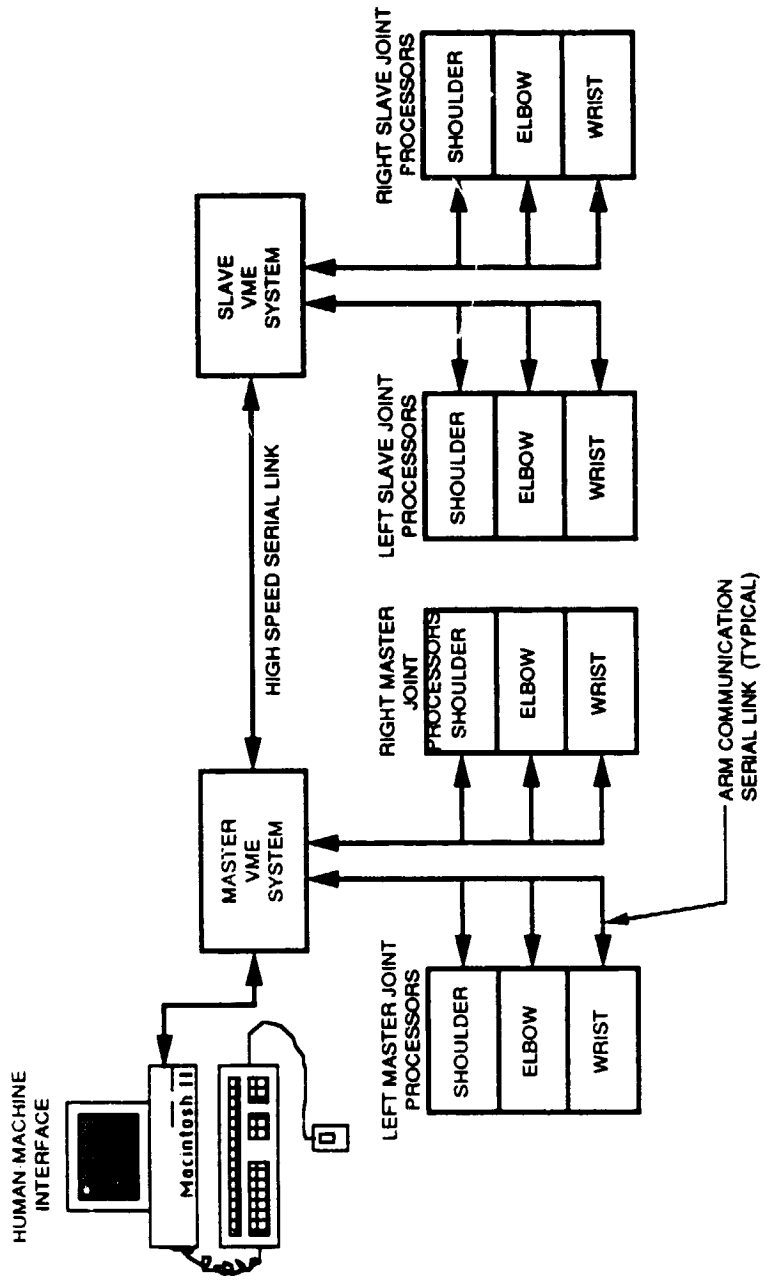 HUMAN-MACHINE
INTERFACE
Macintosh II
MASTER
VME
SYSTEM
HIGH SPEED SERIAL LINK
SLAVE
VME
SYSTEM
LEFT MASTER JOINT
PROCESSORS
SHOULDER
ELBOW
WRIST
RIGHT MASTER
JOINT
PROCESSORS
SHOULDER
ELBOW
WRIST
LEFT SLAVE JOINT
PROCESSORS
SHOULDER
ELBOW
WRIST
RIGHT SLAVE JOINT
PROCESSORS
SHOULDER
ELBOW
WRIST
ARM COMMUNICATION
SERIAL LINK (TYPICAL)